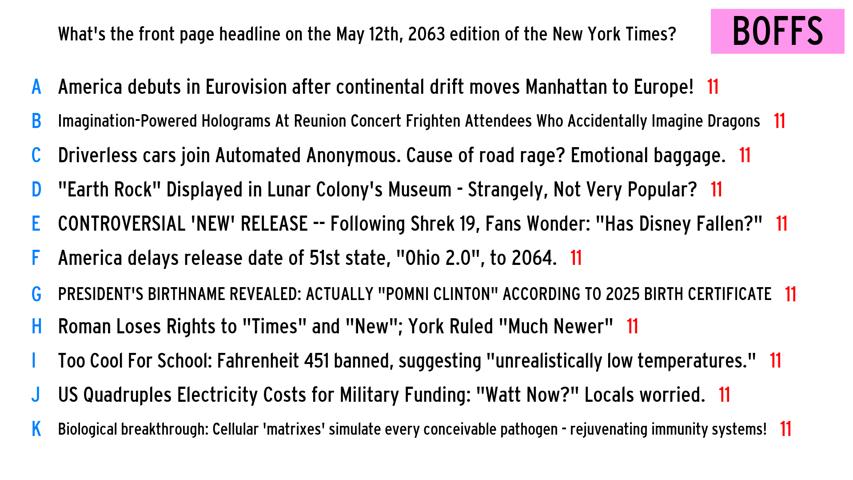 What's the front page headline on the May 12th, 2063 edition of the New York Times?
BOFFS
A America debuts in Eurovision after continental drift moves Manhattan to Europe! 11
B Imagination-Powered Holograms At Reunion Concert Frighten Attendees Who Accidentally Imagine Dragons 11
C Driverless cars join Automated Anonymous. Cause of road rage? Emotional baggage. 11
D "Earth Rock" Displayed in Lunar Colony's Museum - Strangely, Not Very Popular? 11
E CONTROVERSIAL 'NEW' RELEASE -- Following Shrek 19, Fans Wonder: "Has Disney Fallen?" 11
F America delays release date of 51st state, "Ohio 2.0", to 2064. 11
G PRESIDENT'S BIRTHNAME REVEALED: ACTUALLY "POMNI CLINTON" ACCORDING TO 2025 BIRTH CERTIFICATE 11
H Roman Loses Rights to "Times" and "New"; York Ruled "Much Newer" 11
I Too Cool For School: Fahrenheit 451 banned, suggesting "unrealistically low temperatures." 11
J US Quadruples Electricity Costs for Military Funding: "Watt Now?" Locals worried. 11
K Biological breakthrough: Cellular 'matrixes' simulate every conceivable pathogen - rejuvenating immunity systems! 11